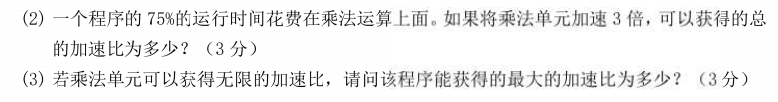 (2) 一个程序的 75%的运行时间花费在乘法运算上面。如果将乘法单元加速 3 倍，可以获得的总
的加速比为多少？（3 分）
(3) 若乘法单元可以获得无限的加速比，请问该程序能获得的最大的加速比为多少？（3 分）